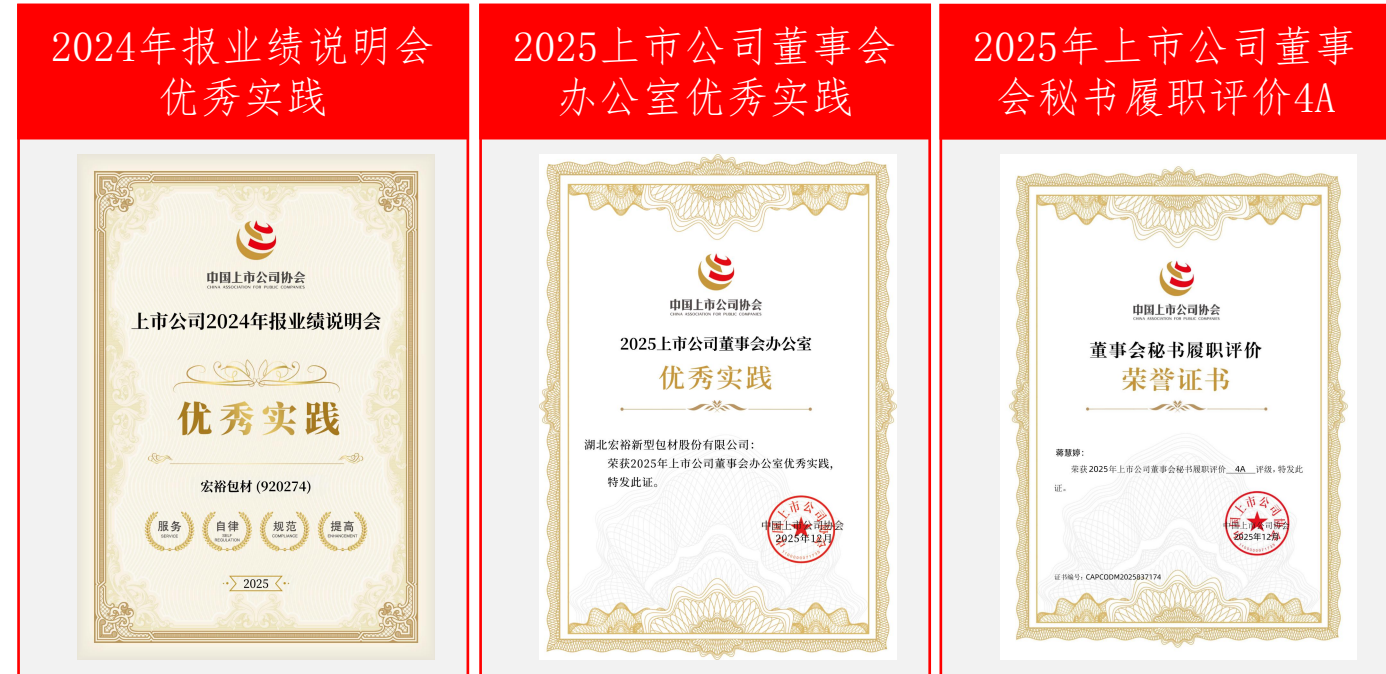 2024年报业绩说明会
优秀实践
中国上市公司协会
CHINA ASSOCIATION FOR PUBLIC COMPANIES
上市公司2024年报业绩说明会
优秀实践
宏裕包材 (920274)
服务
SERVICE
自律
SELF
REGULATION
规范
COMPLIANCE
提高
ENHANCEMENT
2025
2025上市公司董事会
办公室优秀实践
中国上市公司协会
CHINA ASSOCIATION FOR PUBLIC COMPANIES
2025上市公司董事会办公室
优秀实践
湖北宏裕新型包材股份有限公司：
荣获2025年上市公司董事会办公室优秀实践，
特发此证。
中国上市公司协会
2025年12月
2025年上市公司董事
会秘书履职评价4A
中国上市公司协会
CHINA ASSOCIATION FOR PUBLIC COMPANIES
董事会秘书履职评价
荣誉证书
蒋慧婷：
荣获2025年上市公司董事会秘书履职评价__4A__评级，特发此
证。
中国上市公司协会
2025年12月
证书编号：CAPCODM2025837174